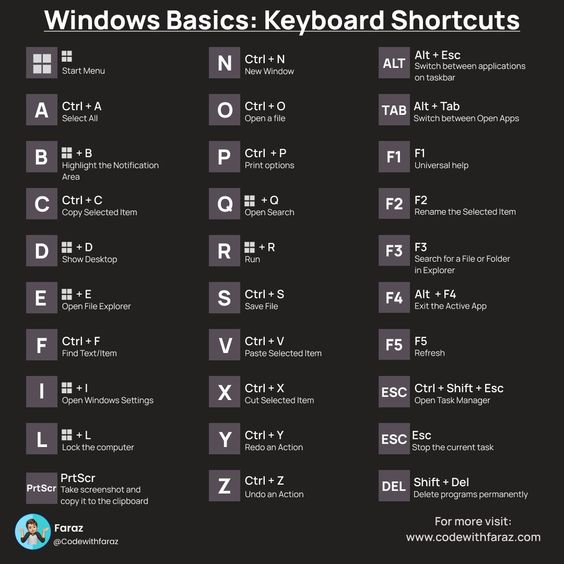 Windows Basics: Keyboard Shortcuts
Start Menu
A
Ctrl + A
Select All
B
+ B
Highlight the Notification
Area
C
Ctrl + C
Copy Selected Item
D
+ D
Show Desktop
E
+ E
Open File Explorer
F
Ctrl + F
Find Text/Item
I
+ I
Open Windows Settings
L
+ L
Lock the computer
PrtScr
PrtScr
Take screenshot and
copy it to the clipboard
N
Ctrl + N
New Window
O
Ctrl + O
Open a file
P
Ctrl + P
Print options
Q
+ Q
Open Search
R
+ R
Run
S
Ctrl + S
Save File
V
Ctrl + V
Paste Selected Item
X
Ctrl + X
Cut Selected Item
Y
Ctrl + Y
Redo an Action
Z
Ctrl + Z
Undo an Action
ALT
Alt + Esc
Switch between applications
on taskbar
TAB
Alt + Tab
Switch between Open Apps
F1
F1
Universal help
F2
F2
Rename the Selected Item
F3
F3
Search for a File or Folder
in Explorer
F4
Alt + F4
Exit the Active App
F5
F5
Refresh
ESC
Ctrl + Shift + Esc
Open Task Manager
ESC
Esc
Stop the current task
DEL
Shift + Del
Delete programs permanently
Faraz
@Codewithfaraz
For more visit:
www.codewithfaraz.com